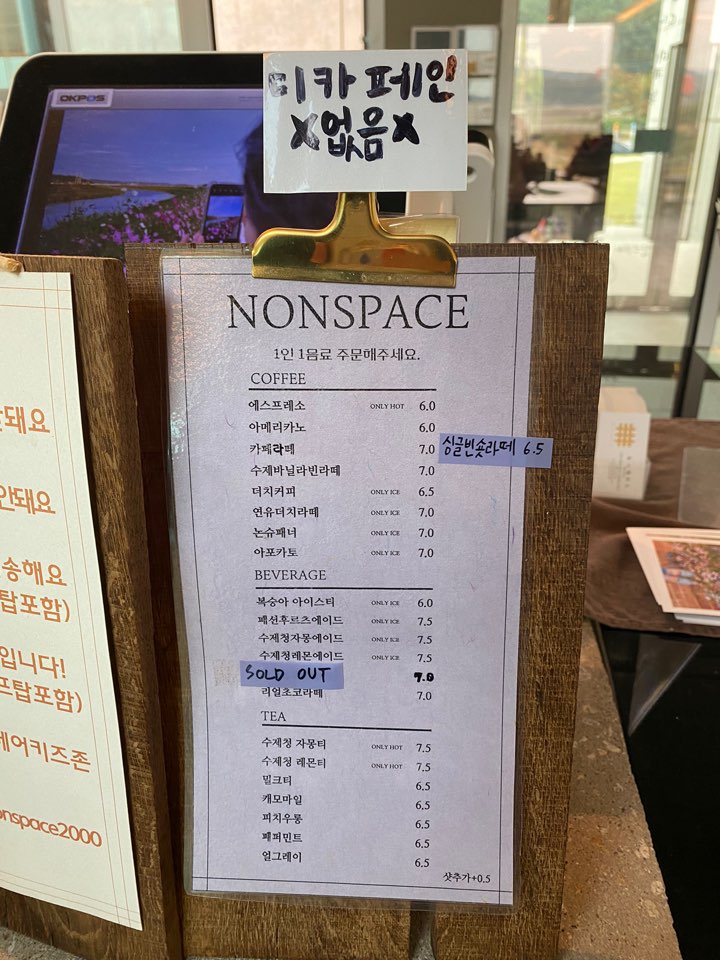 OKPOS
디카페인
X없음X
NONSPACE
1인 1음료 주문해주세요.
COFFEE
에스프레소 ONLY HOT 6.0
아메리카노 6.0
카페라떼 7.0 싱글빈숏라떼 6.5
수제바닐라빈라떼 7.0
더치커피 ONLY ICE 6.5
연유더치라떼 ONLY ICE 7.0
논슈패너 ONLY ICE 7.0
아포카토 ONLY ICE 7.0
BEVERAGE
복숭아 아이스티 ONLY ICE 6.0
패션후르츠에이드 ONLY ICE 7.5
수제청자몽에이드 ONLY ICE 7.5
수제청레몬에이드 ONLY ICE 7.5
SOLD OUT 7.0
리얼초코라떼 7.0
TEA
수제청 자몽티 ONLY HOT 7.5
수제청 레몬티 ONLY HOT 7.5
밀크티 6.5
캐모마일 6.5
피치우롱 6.5
페퍼민트 6.5
얼그레이 6.5
샷추가+0.5
안돼요
안돼요
송해요
탑포함)
입니다!
프탑포함)
케어키즈존
onspace2000